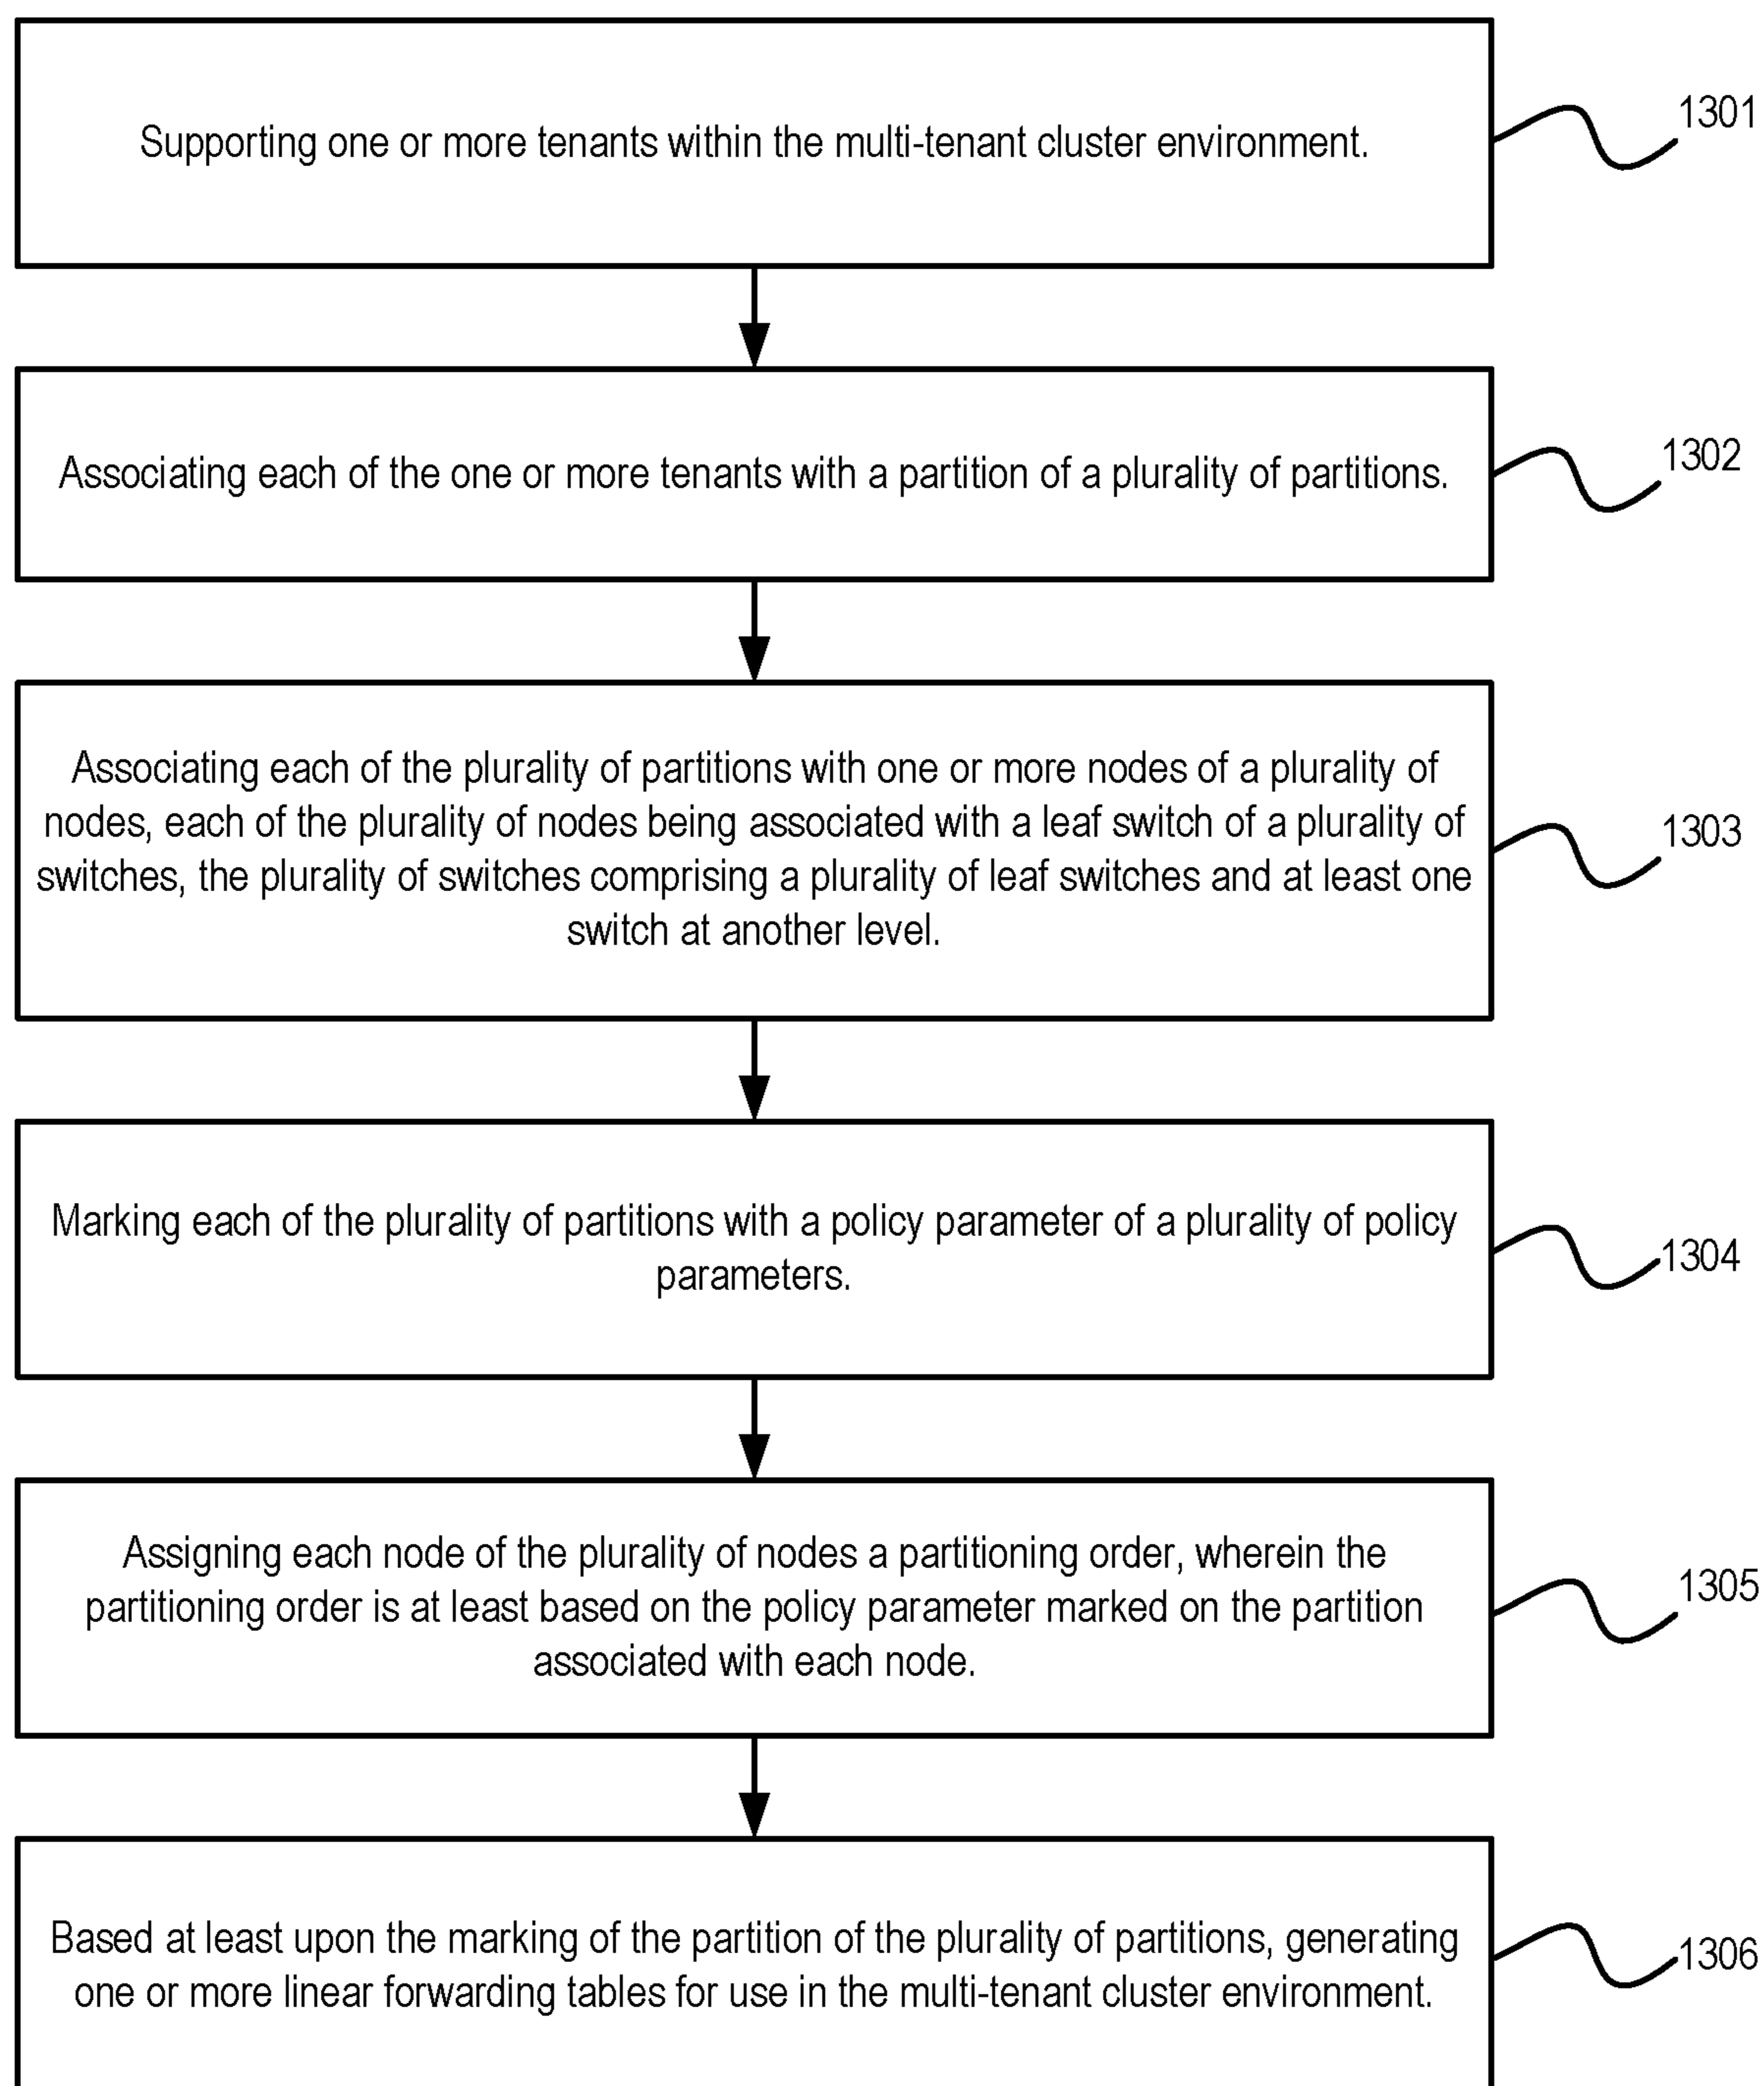 Supporting one or more tenants within the multi-tenant cluster environment.
1301
Associating each of the one or more tenants with a partition of a plurality of partitions.
1302
Associating each of the plurality of partitions with one or more nodes of a plurality of
nodes, each of the plurality of nodes being associated with a leaf switch of a plurality of
switches, the plurality of switches comprising a plurality of leaf switches and at least one
switch at another level.
1303
Marking each of the plurality of partitions with a policy parameter of a plurality of policy
parameters.
1304
Assigning each node of the plurality of nodes a partitioning order, wherein the
partitioning order is at least based on the policy parameter marked on the partition
associated with each node.
1305
Based at least upon the marking of the partition of the plurality of partitions, generating
one or more linear forwarding tables for use in the multi-tenant cluster environment.
1306